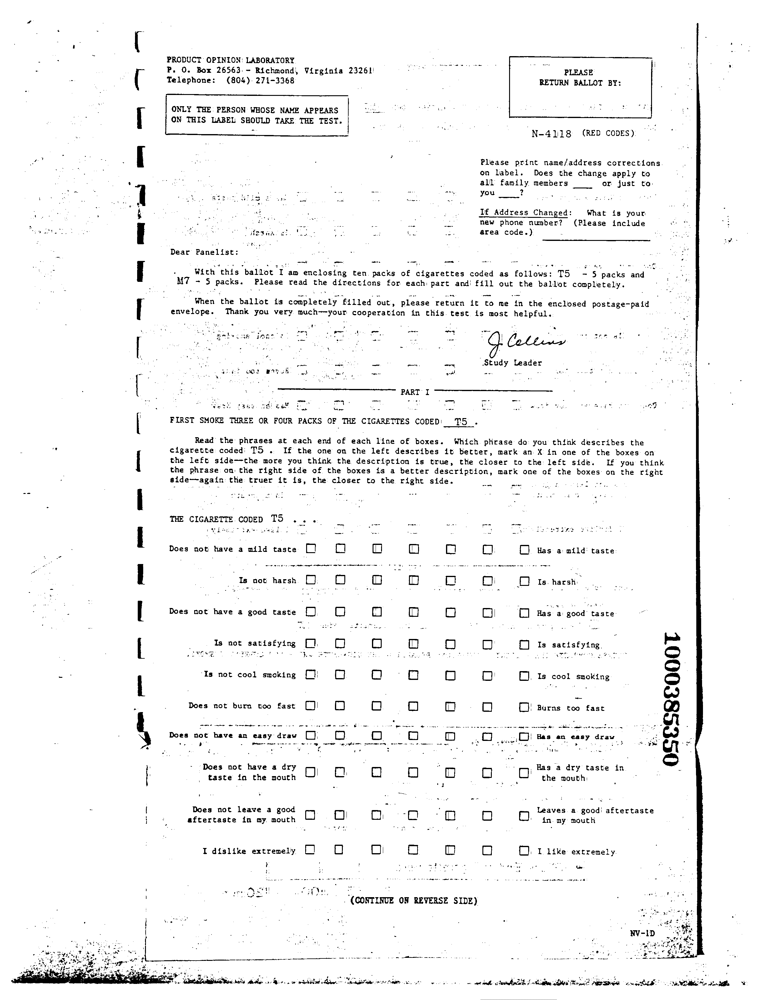 PRODUCT OPINION LABORATORY
P. O. Box 26563 - Richmond, Virginia 23261
Telephone: (804) 271-3368
PLEASE
RETURN BALLOT BY:
ONLY THE PERSON WHOSE NAME APPEARS
ON THIS LABEL SHOULD TAKE THE TEST.
N-4118 (RED CODES)
Please print name/address corrections
on label. Does the change apply to
all family members ___ or just to
you ___?
If Address Changed: What is your
new phone number? (Please include
area code.)
Dear Panelist:
With this ballot I am enclosing ten packs of cigarettes coded as follows: T5 - 5 packs and
M7 - 5 packs. Please read the directions for each part and fill out the ballot completely.
When the ballot is completely filled out, please return it to me in the enclosed postage-paid
envelope. Thank you very much--your cooperation in this test is most helpful.
J. Collins
Study Leader
PART I
FIRST SMOKE THREE OR FOUR PACKS OF THE CIGARETTES CODED T5 .
Read the phrases at each end of each line of boxes. Which phrase do you think describes the
cigarette coded T5 . If the one on the left describes it better, mark an X in one of the boxes on
the left side--the more you think the description is true, the closer to the left side. If you think
the phrase on the right side of the boxes is a better description, mark one of the boxes on the right
side--again the truer it is, the closer to the right side.
THE CIGARETTE CODED T5 . . .
Does not have a mild taste Has a mild taste
Is not harsh Is harsh
Does not have a good taste Has a good taste
Is not satisfying Is satisfying
Is not cool smoking Is cool smoking
Does not burn too fast Burns too fast
Does not have an easy draw Has an easy draw
Does not have a dry taste in the mouth Has a dry taste in the mouth
Does not leave a good aftertaste in my mouth Leaves a good aftertaste in my mouth
I dislike extremely I like extremely
(CONTINUE ON REVERSE SIDE)
NV-1D
1000385350